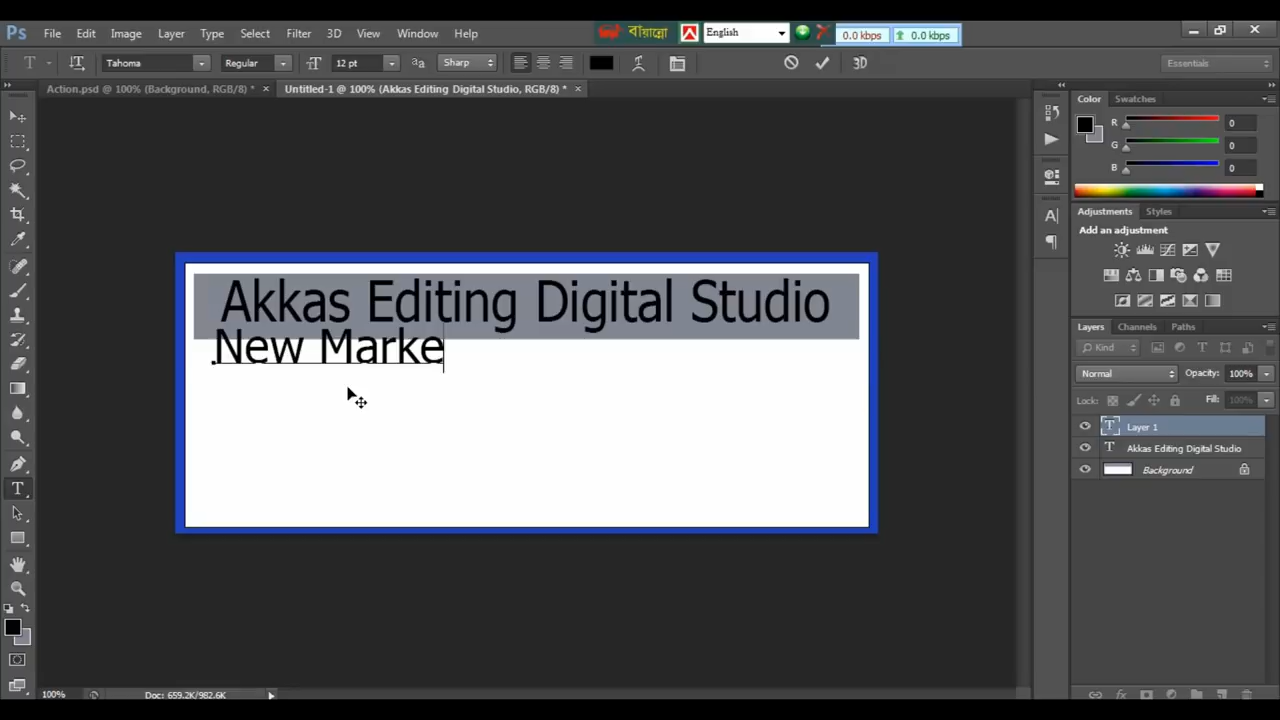 Ps File Edit Image Layer Type Select Filter 3D View Window Help বায়ান্নো English 0.0 kbps 0.0 kbps
T Tahoma Regular 12 pt Sharp 3D Essentials
Action.psd @ 100% (Background, RGB/8) * Untitled-1 @ 100% (Akkas Editing Digital Studio, RGB/8) *
Color Swatches
R 0
G 0
B 0
Adjustments Styles
Add an adjustment
Akkas Editing Digital Studio
New Marke
Layers Channels Paths
Kind
Normal Opacity: 100%
Lock: Fill: 100%
T Layer 1
T Akkas Editing Digital Studio
Background
100% Doc: 659.2K/982.6K